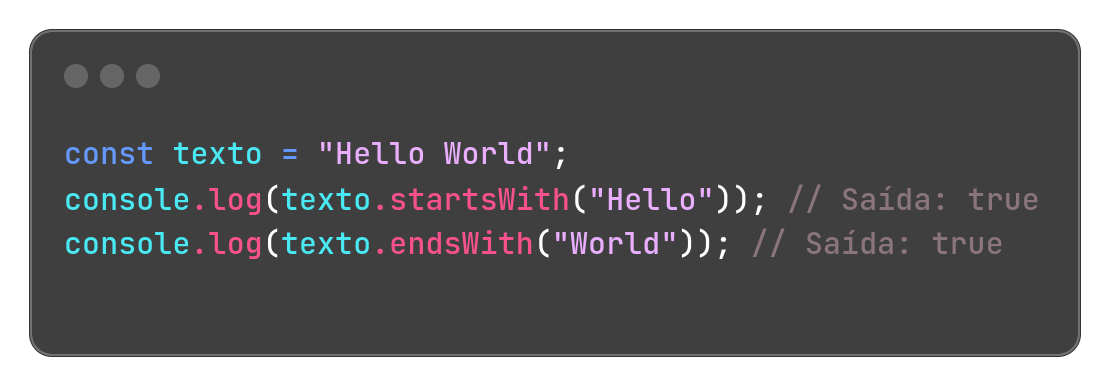 const texto = "Hello World";
console.log(texto.startsWith("Hello")); // Saída: true
console.log(texto.endsWith("World")); // Saída: true